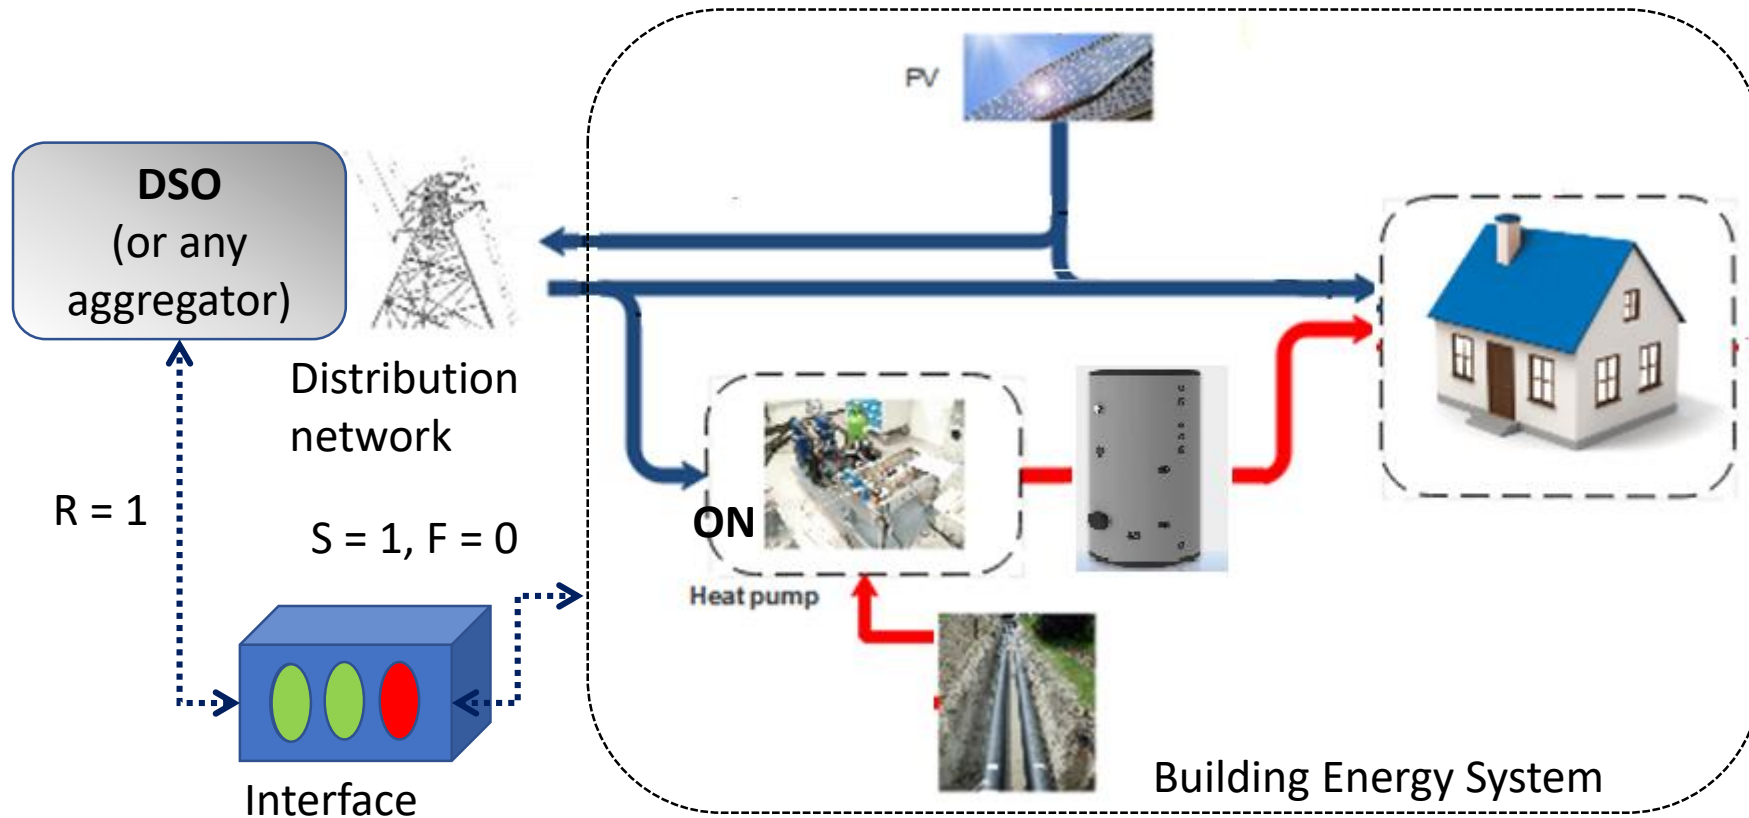 PV
DSO
(or any
aggregator)
Distribution
network
R = 1
S = 1, F = 0
ON
Heat pump
Interface
Building Energy System